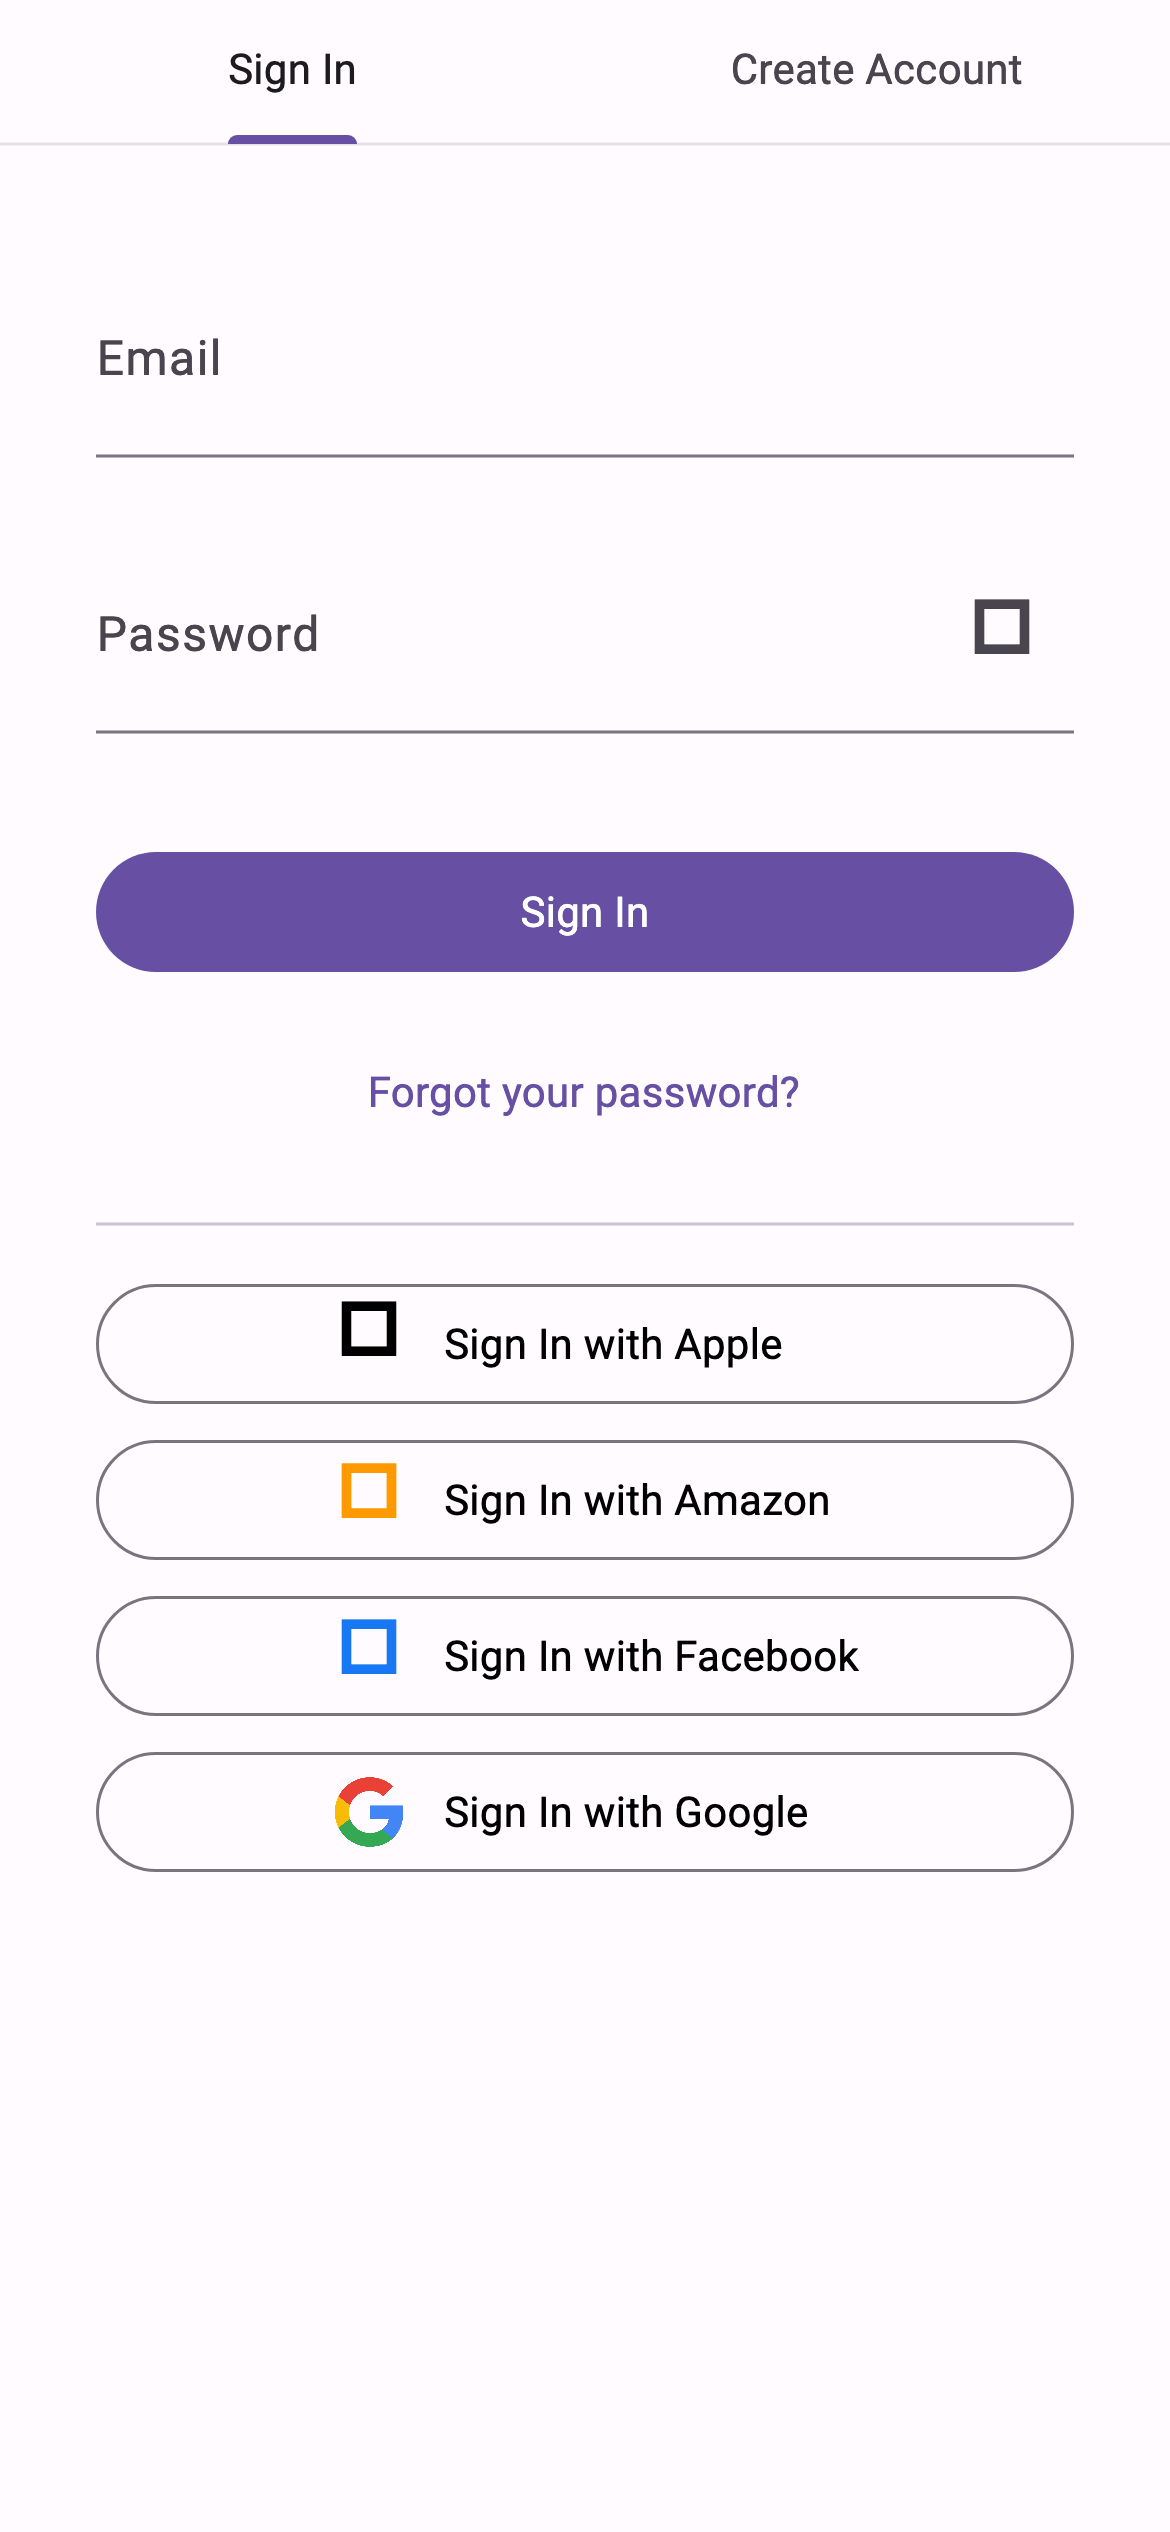 Sign In
Create Account
Email
Password
Sign In
Forgot your password?
Sign In with Apple
Sign In with Amazon
Sign In with Facebook
Sign In with Google